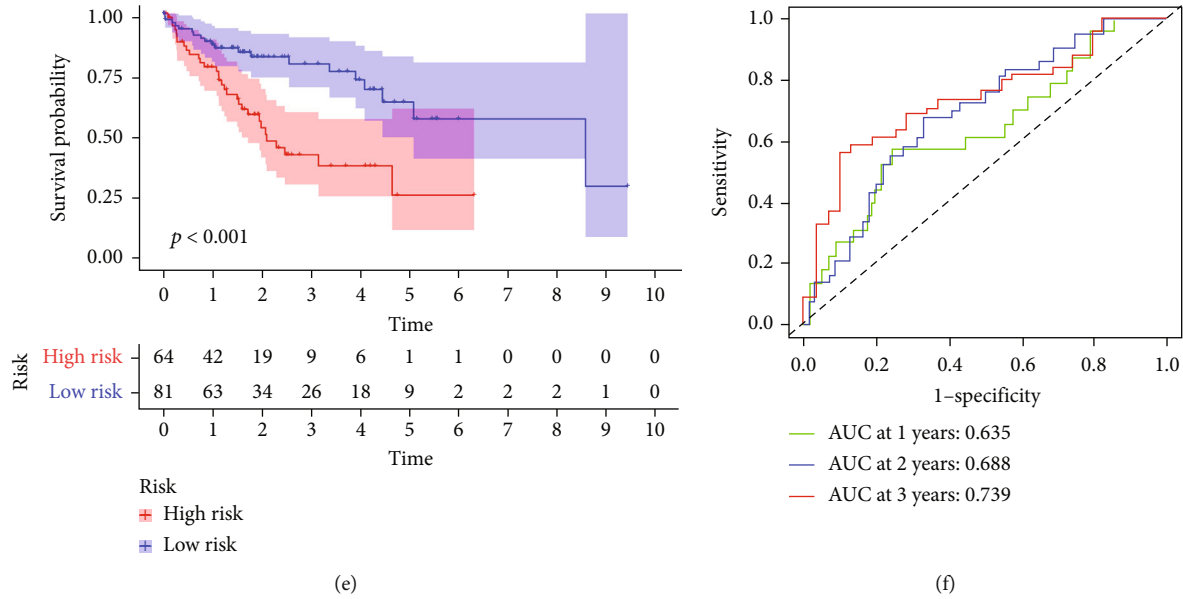 1.00
0.75
0.50
0.25
0.00
Survival probability
p < 0.001
0 1 2 3 4 5 6 7 8 9 10
Time
Risk
High risk 64 42 19 9 6 1 1 0 0 0 0
Low risk 81 63 34 26 18 9 2 2 2 1 0
0 1 2 3 4 5 6 7 8 9 10
Time
Risk
High risk
Low risk
(e)
1.0
0.8
0.6
0.4
0.2
0.0
Sensitivity
0.0 0.2 0.4 0.6 0.8 1.0
1–specificity
AUC at 1 years: 0.635
AUC at 2 years: 0.688
AUC at 3 years: 0.739
(f)